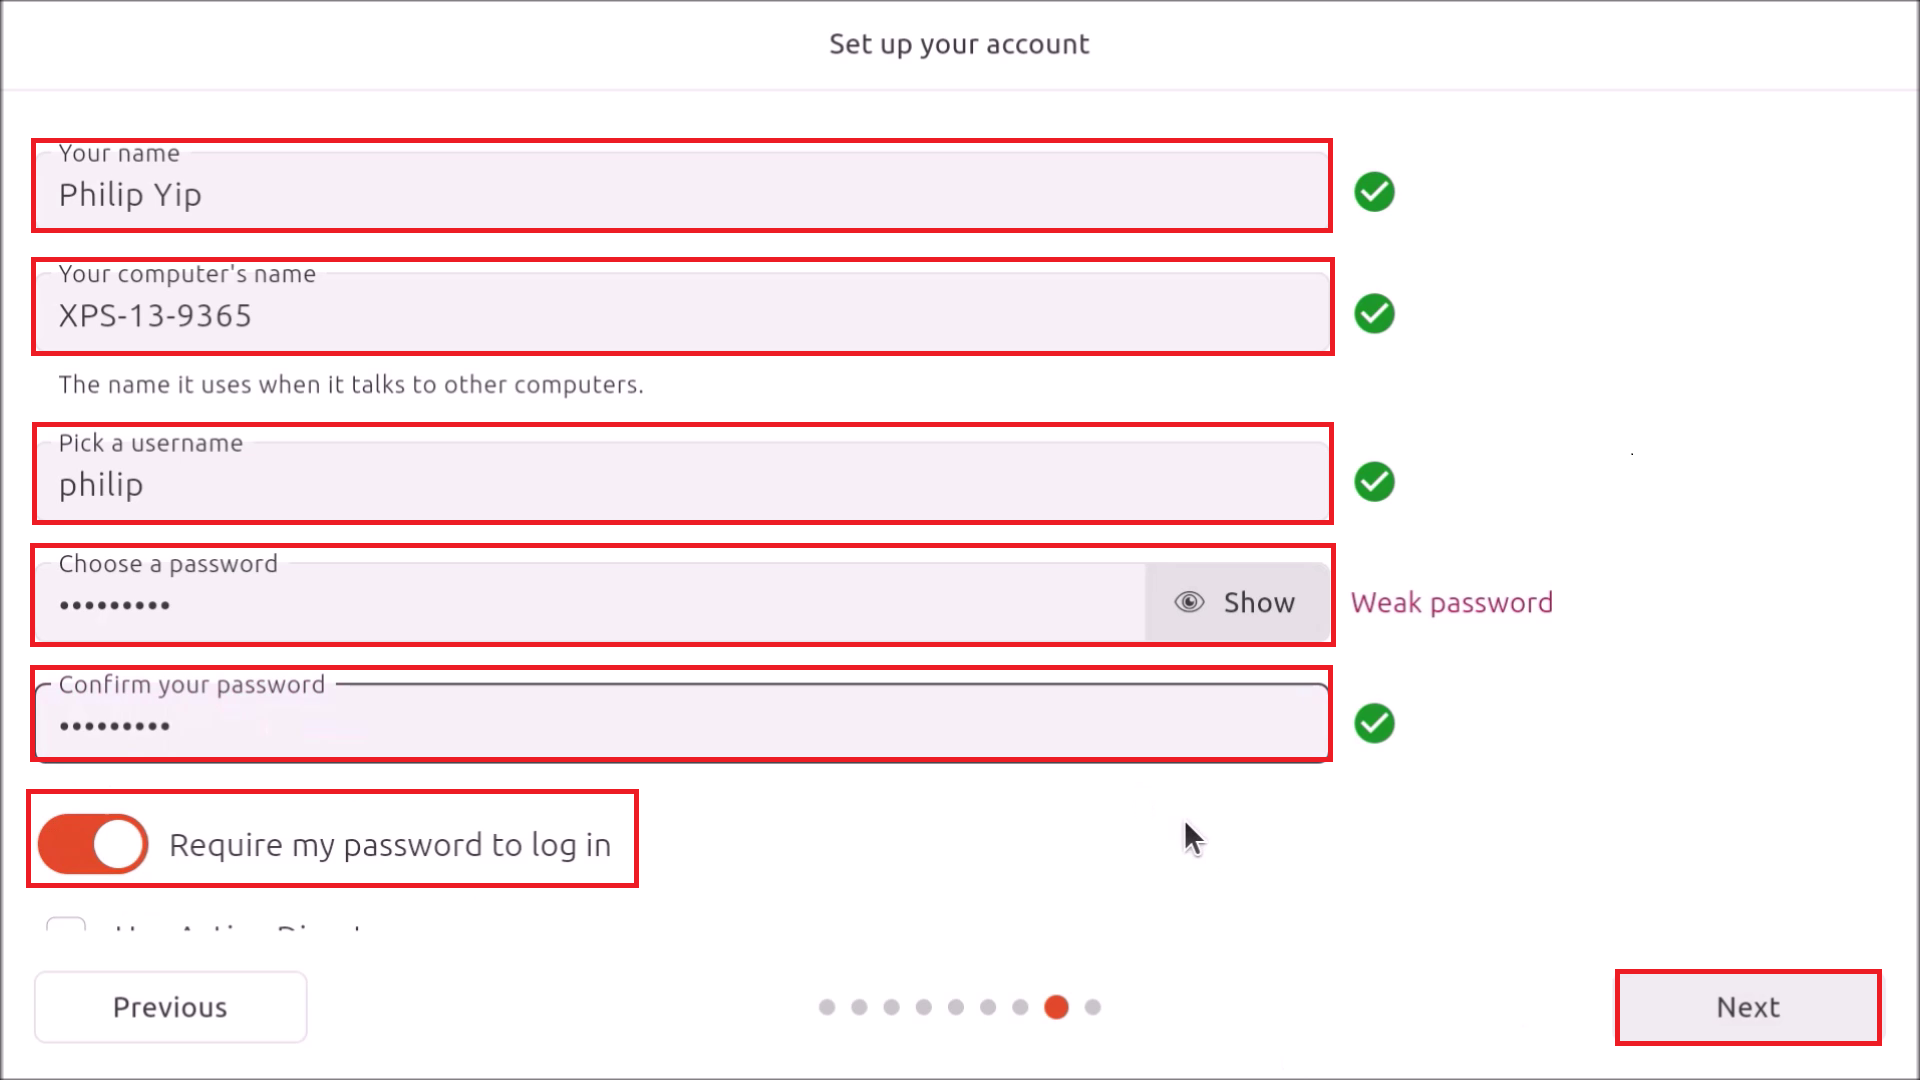 Set up your account
Your name
Philip Yip
Your computer's name
XPS-13-9365
The name it uses when it talks to other computers.
Pick a username
philip
Choose a password
•••••••••
Show
Weak password
Confirm your password
•••••••••
Require my password to log in
Previous
Next